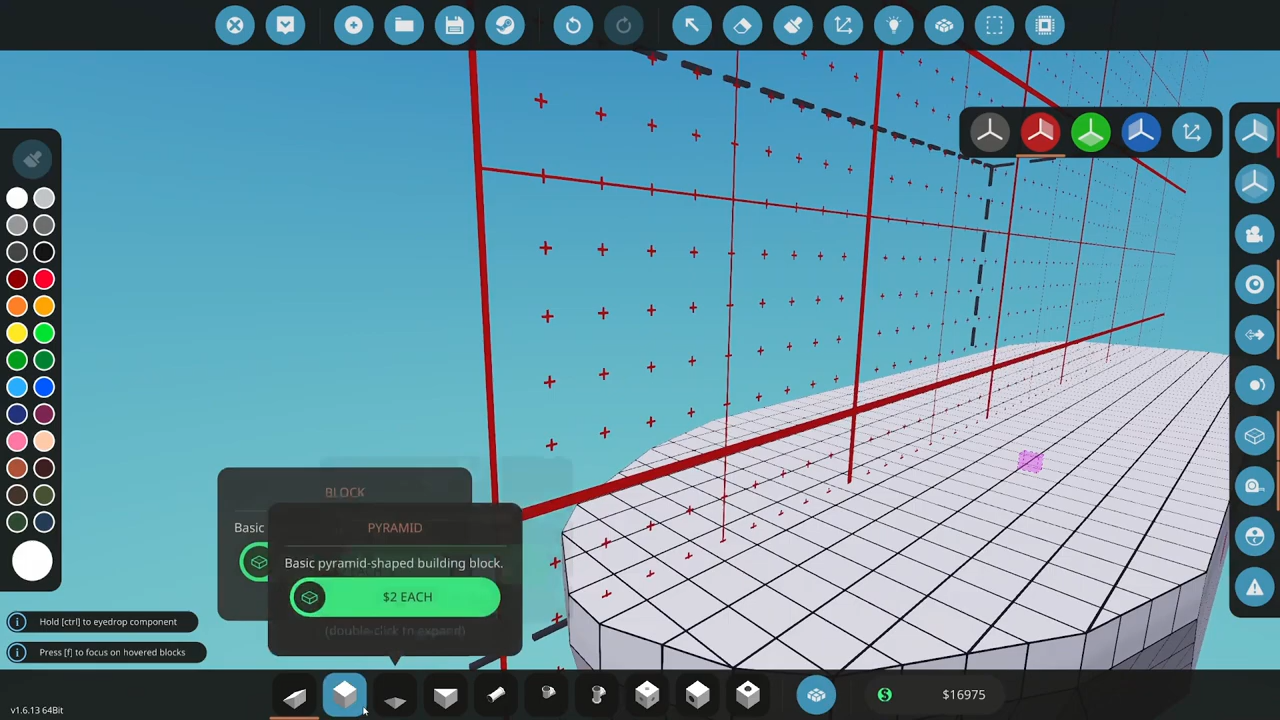 BLOCK
Basic
PYRAMID
Basic pyramid-shaped building block.
$2 EACH
(double-click to expand)
Hold [ctrl] to eyedrop component
Press [f] to focus on hovered blocks
v1.6.13 64Bit
$16975